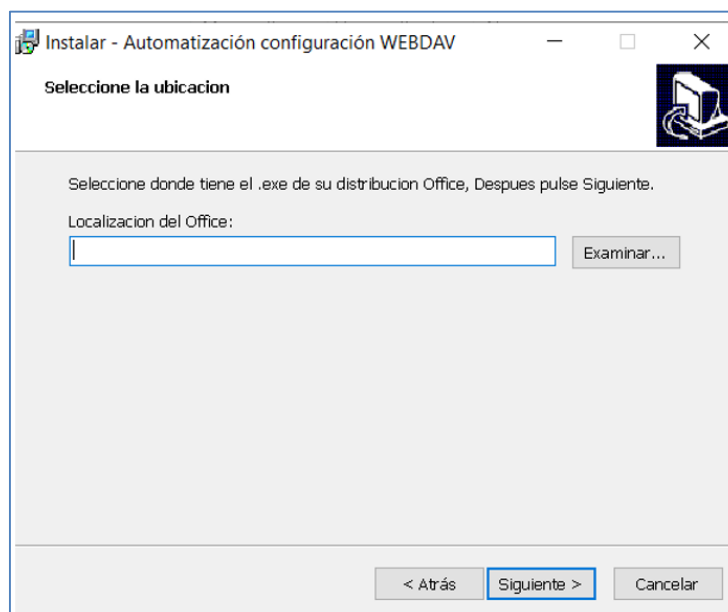 Instalar - Automatización configuración WEBDAV
Seleccione la ubicacion
Seleccione donde tiene el .exe de su distribucion Office, Despues pulse Siguiente.
Localizacion del Office:
Examinar...
< Atrás
Siguiente >
Cancelar